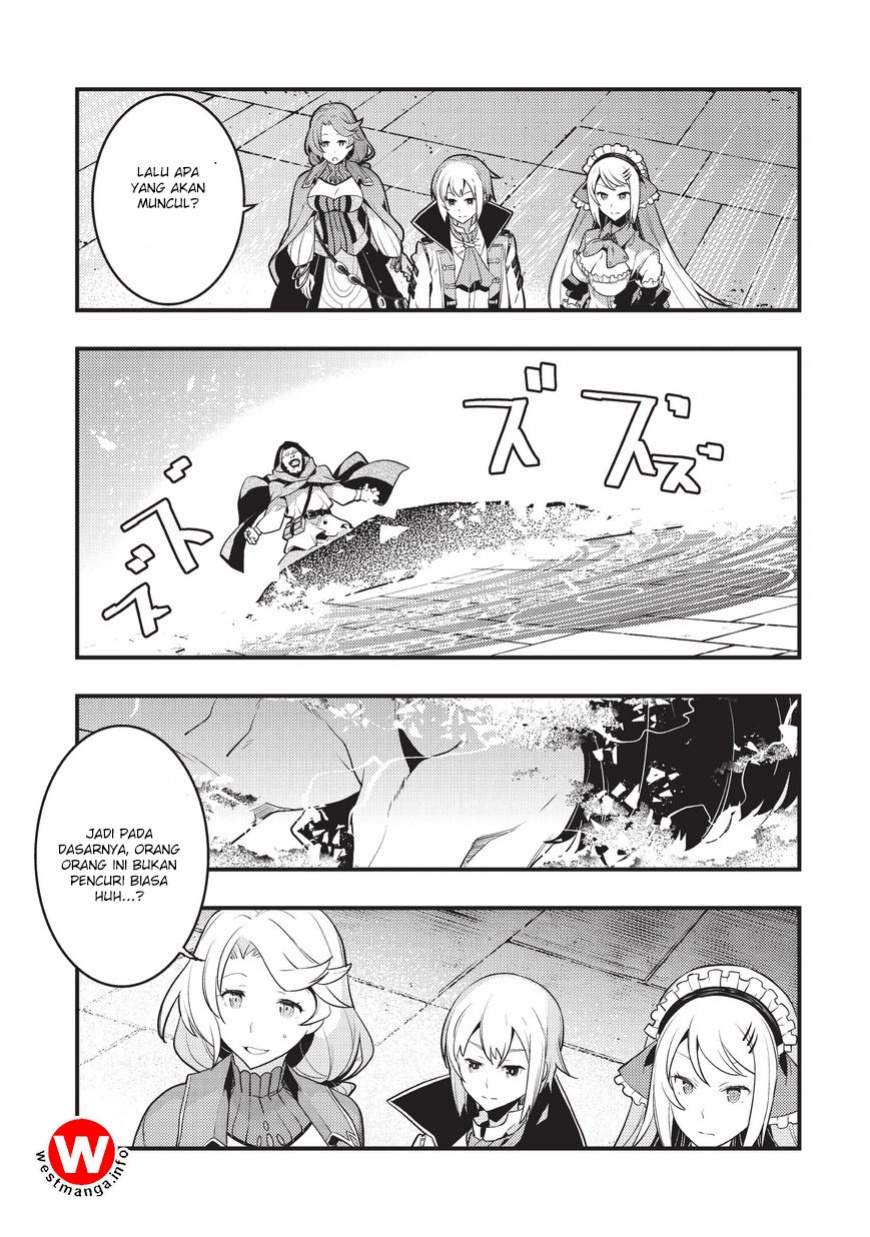 LALU APA
YANG AKAN
MUNCUL?
ズズズ
ズズ
JADI PADA
DASARNYA, ORANG
ORANG INI BUKAN
PENCURI BIASA
HUH...?
W
westmanga.info